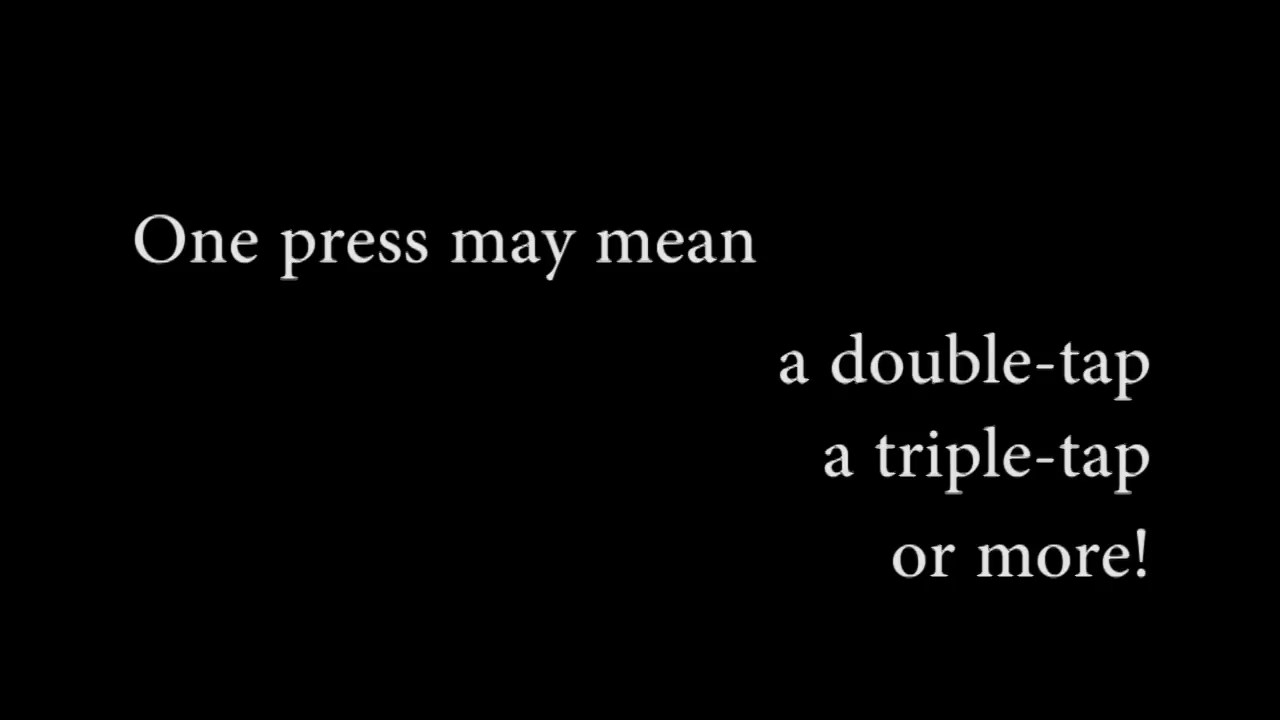 One press may mean
a double-tap
a triple-tap
or more!